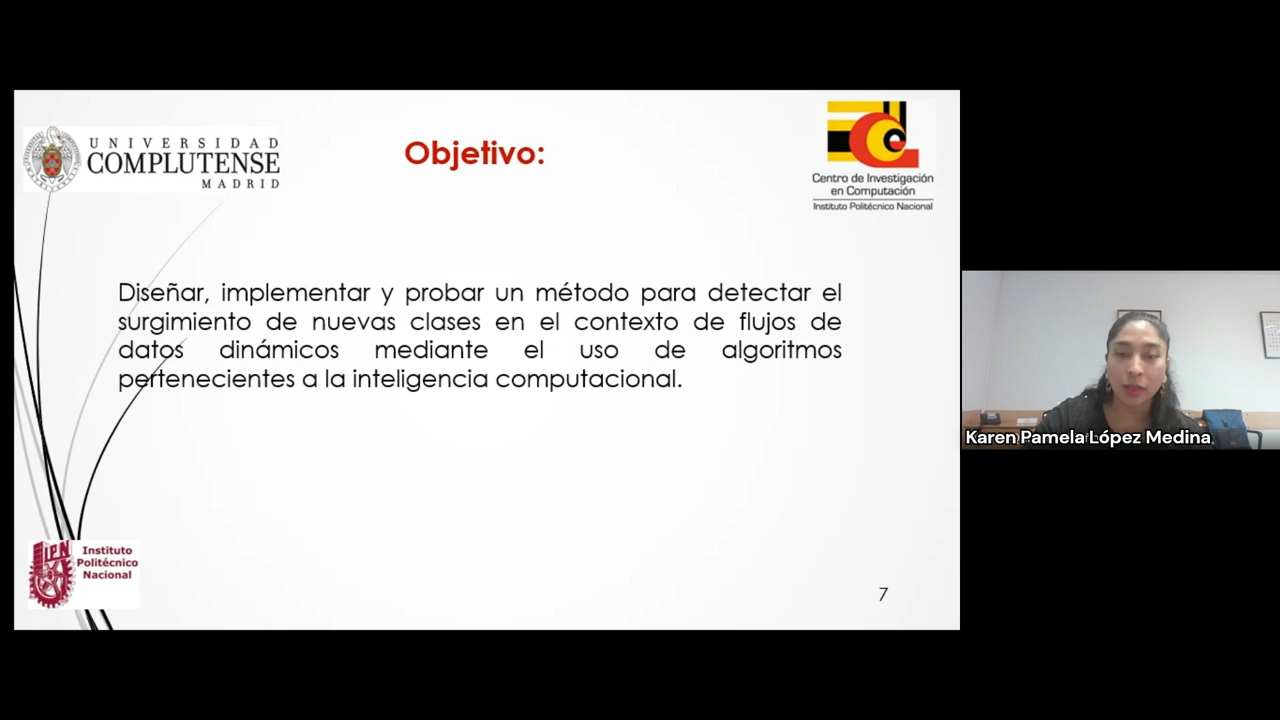 UNIVERSIDAD
COMPLUTENSE
MADRID
Objetivo:
Centro de Investigación
en Computación
Instituto Politécnico Nacional
Diseñar, implementar y probar un método para detectar el
surgimiento de nuevas clases en el contexto de flujos de
datos dinámicos mediante el uso de algoritmos
pertenecientes a la inteligencia computacional.
Karen Pamela López Medina
IPN
Instituto
Politécnico
Nacional
7